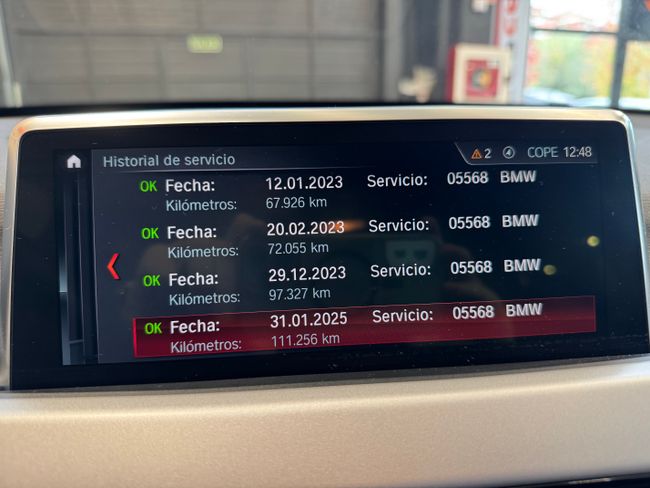 Historial de servicio
2 COPE 12:48
OK Fecha: 12.01.2023 Servicio: 05568 BMW
Kilómetros: 67.926 km
OK Fecha: 20.02.2023 Servicio: 05568 BMW
Kilómetros: 72.055 km
OK Fecha: 29.12.2023 Servicio: 05568 BMW
Kilómetros: 97.327 km
OK Fecha: 31.01.2025 Servicio: 05568 BMW
Kilómetros: 111.256 km